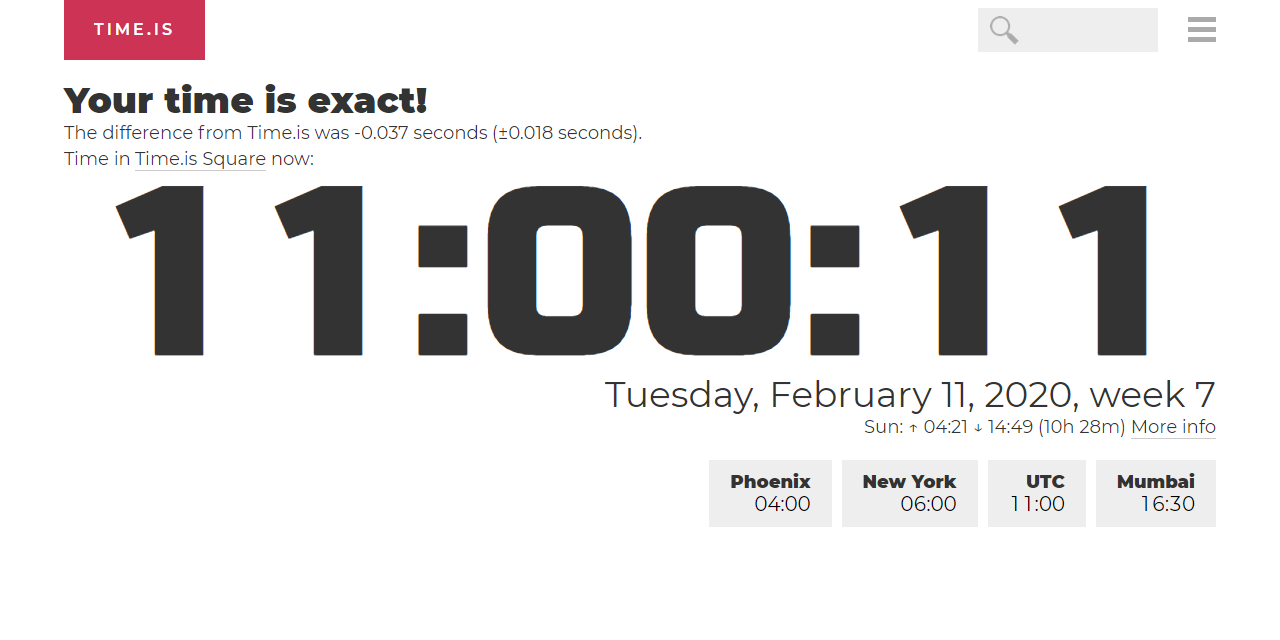 TIME.IS
Your time is exact!
The difference from Time.is was -0.037 seconds (±0.018 seconds).
Time in Time.is Square now:
11:00:11
Tuesday, February 11, 2020, week 7
Sun: ↑ 04:21 ↓ 14:49 (10h 28m) More info
Phoenix New York UTC Mumbai
04:00 06:00 11:00 16:30